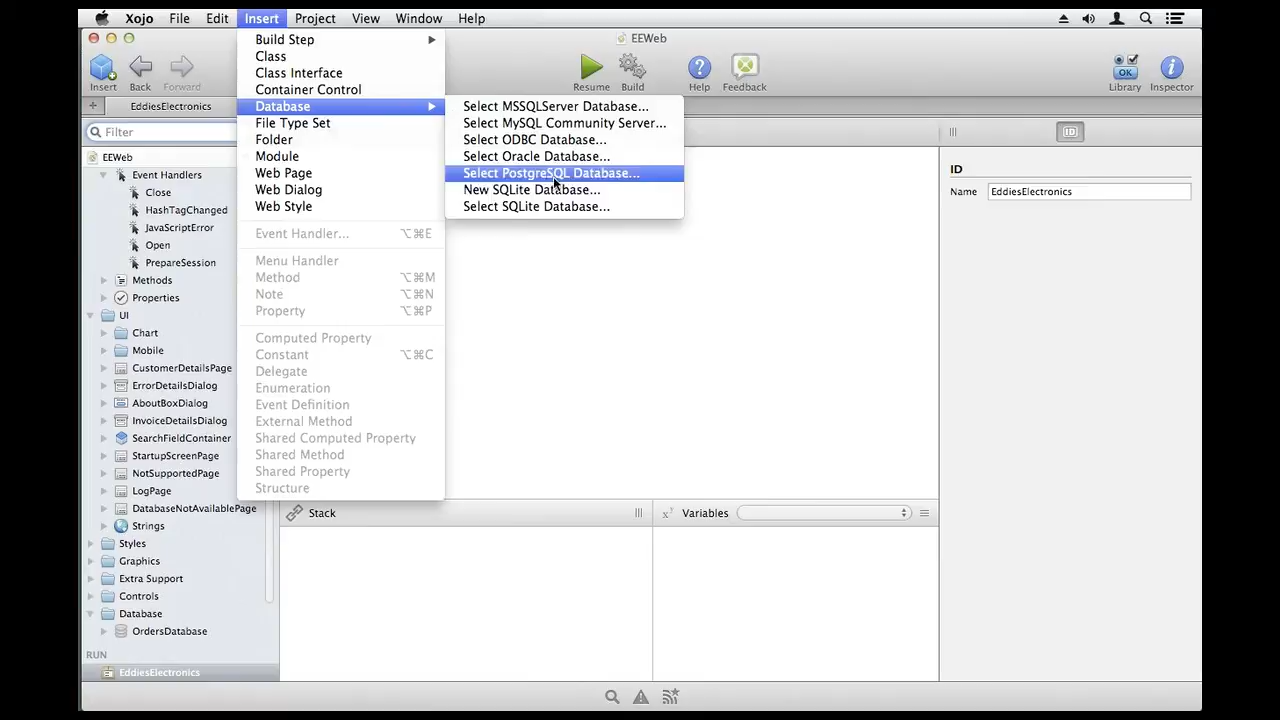 Xojo File Edit Insert Project View Window Help
EEWeb
Insert Back Forward
Resume Build
Help Feedback
OK
Library Inspector
EddiesElectronics
Filter
EEWeb
Event Handlers
Close
HashTagChanged
JavaScriptError
Open
PrepareSession
Methods
Properties
UI
Chart
Mobile
CustomerDetailsPage
ErrorDetailsDialog
AboutBoxDialog
InvoiceDetailsDialog
SearchFieldContainer
StartupScreenPage
NotSupportedPage
LogPage
DatabaseNotAvailablePage
Strings
Styles
Graphics
Extra Support
Controls
Database
OrdersDatabase
RUN
EddiesElectronics
Build Step
Class
Class Interface
Container Control
Database
File Type Set
Folder
Module
Web Page
Web Dialog
Web Style
Event Handler... ⌥⌘E
Menu Handler
Method ⌥⌘M
Note ⌥⌘N
Property ⌥⌘P
Computed Property
Constant ⌥⌘C
Delegate
Enumeration
Event Definition
External Method
Shared Computed Property
Shared Method
Shared Property
Structure
Select MSSQLServer Database...
Select MySQL Community Server...
Select ODBC Database...
Select Oracle Database...
Select PostgreSQL Database...
New SQLite Database...
Select SQLite Database...
Stack
Variables
ID
ID
Name EddiesElectronics